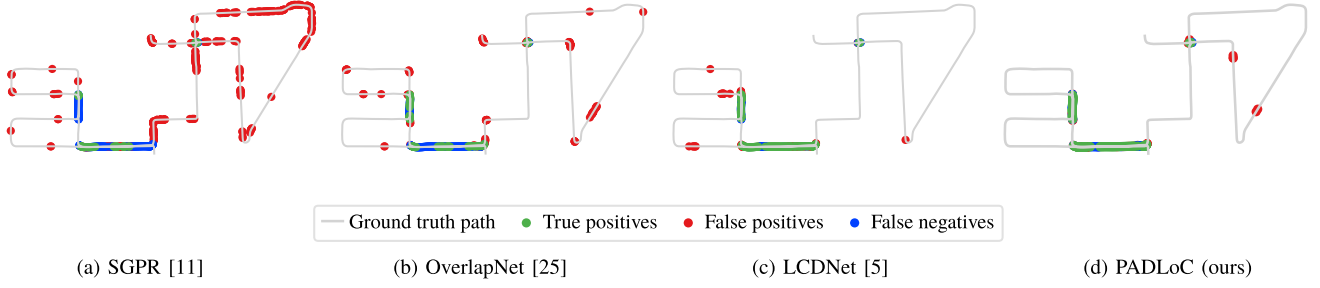 Ground truth path True positives False positives False negatives
(a) SGPR [11] (b) OverlapNet [25] (c) LCDNet [5] (d) PADLoC (ours)